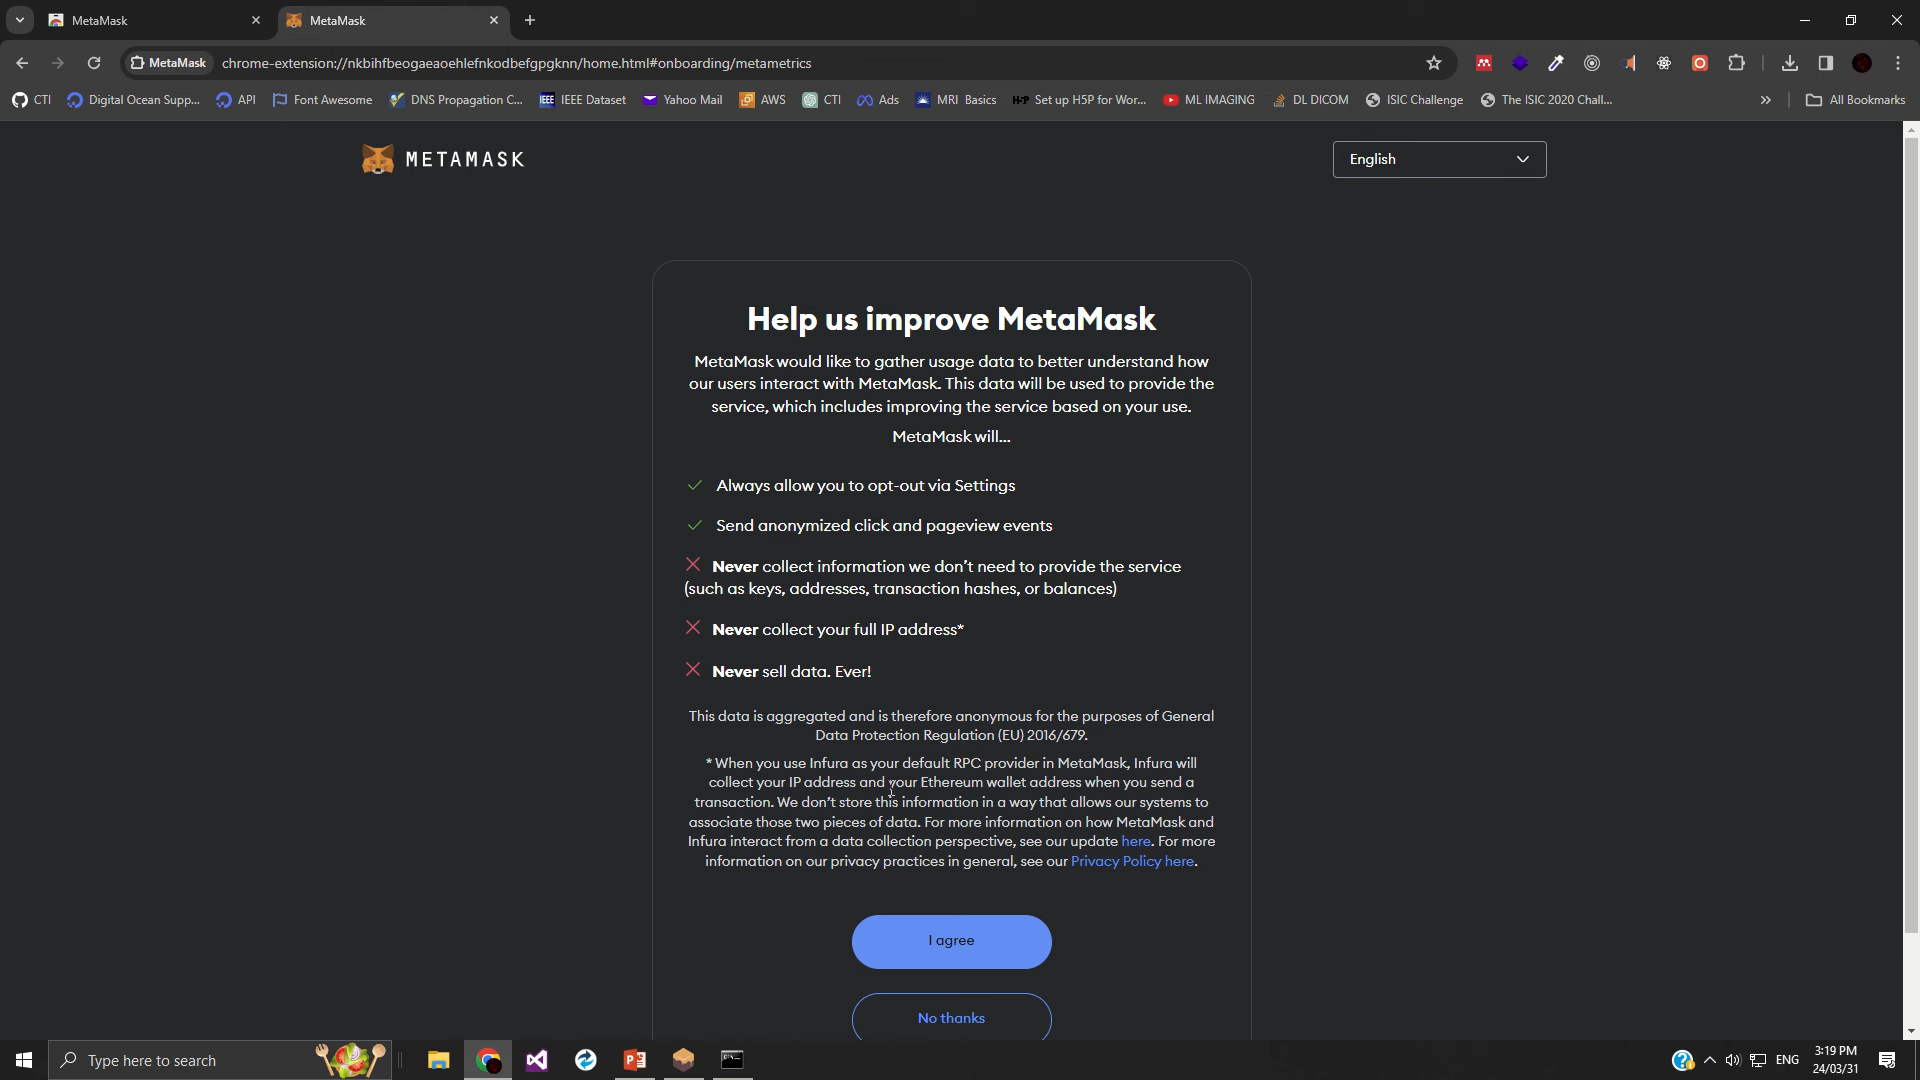 MetaMask
MetaMask
MetaMask
chrome-extension://nkbihfbeogaeaoehlefnkodbefgpgknn/home.html#onboarding/metametrics
CTI
Digital Ocean Supp...
API
Font Awesome
DNS Propagation C...
IEEE Dataset
Yahoo Mail
AWS
CTI
Ads
MRI Basics
H-P Set up H5P for Wor...
ML IMAGING
DL DICOM
ISIC Challenge
The ISIC 2020 Chall...
All Bookmarks
METAMASK
English
Help us improve MetaMask
MetaMask would like to gather usage data to better understand how
our users interact with MetaMask. This data will be used to provide the
service, which includes improving the service based on your use.
MetaMask will...
Always allow you to opt-out via Settings
Send anonymized click and pageview events
Never collect information we don’t need to provide the service
(such as keys, addresses, transaction hashes, or balances)
Never collect your full IP address*
Never sell data. Ever!
This data is aggregated and is therefore anonymous for the purposes of General
Data Protection Regulation (EU) 2016/679.
* When you use Infura as your default RPC provider in MetaMask, Infura will
collect your IP address and your Ethereum wallet address when you send a
transaction. We don’t store this information in a way that allows our systems to
associate those two pieces of data. For more information on how MetaMask and
Infura interact from a data collection perspective, see our update here. For more
information on our privacy practices in general, see our Privacy Policy here.
I agree
No thanks
Type here to search
ENG
3:19 PM
24/03/31